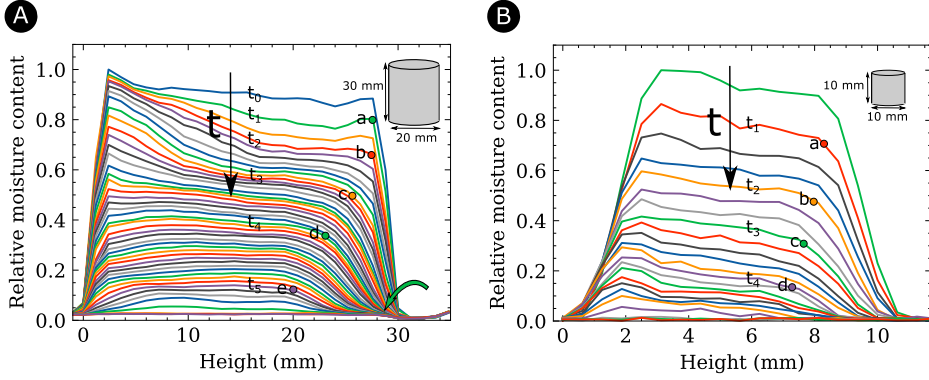 A
Relative moisture content
1.0
0.8
0.6
0.4
0.2
0.0
0
10
20
30
Height (mm)
t
t0
t1
t2
t3
t4
t5
a
b
c
d
e
30 mm
20 mm
B
Relative moisture content
1.0
0.8
0.6
0.4
0.2
0.0
0
2
4
6
8
10
Height (mm)
t
t1
t2
t3
t4
a
b
c
d
10 mm
10 mm